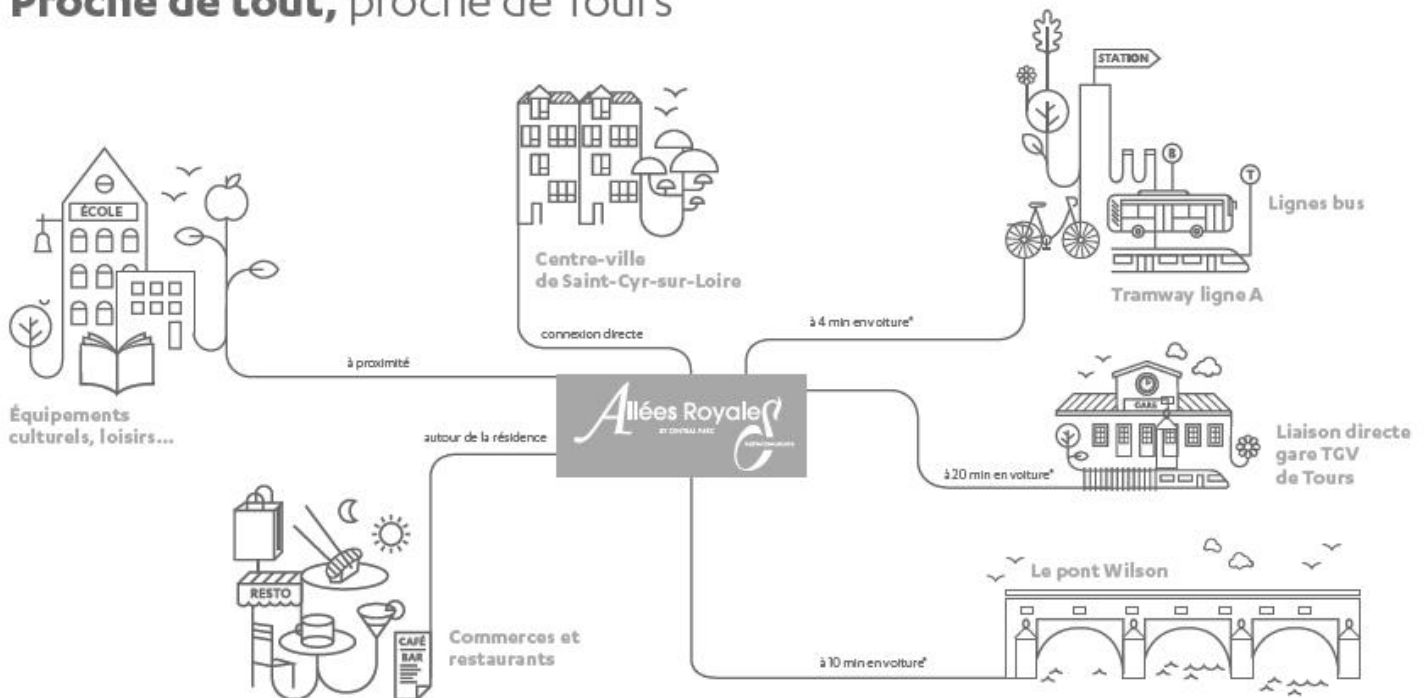 Proche de tout, proche de Tours
STATION
B
T
Lignes bus
Tramway ligne A
ÉCOLE
Centre-ville
de Saint-Cyr-sur-Loire
à 4 min en voiture*
connexion directe
à proximité
Équipements
culturels, loisirs...
Allées Royales
BY CENTRAL PARC
autour de la résidence
GARE
Liaison directe
gare TGV
de Tours
à 20 min en voiture*
RESTO
CAFÉ
BAR
Commerces et
restaurants
Le pont Wilson
à 10 min en voiture*